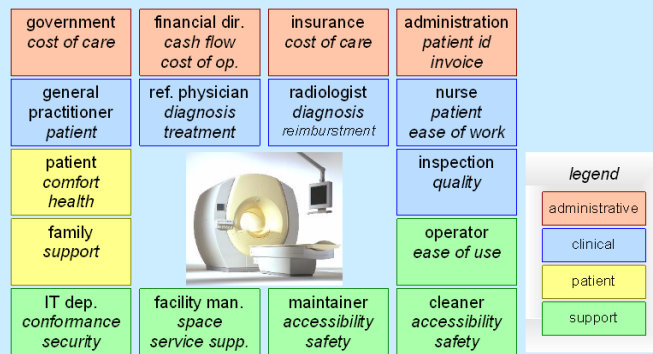 government
cost of care
financial dir.
cash flow
cost of op.
insurance
cost of care
administration
patient id
invoice
general
practitioner
patient
ref. physician
diagnosis
treatment
radiologist
diagnosis
reimburstment
nurse
patient
ease of work
patient
comfort
health
inspection
quality
family
support
operator
ease of use
IT dep.
conformance
security
facility man.
space
service supp.
maintainer
accessibility
safety
cleaner
accessibility
safety
legend
administrative
clinical
patient
support